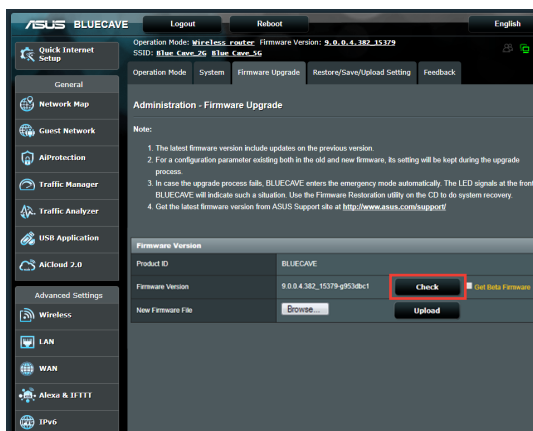 ASUS BLUECAVE
Logout
Reboot
English
Quick Internet
Setup
Operation Mode: Wireless router Firmware Version: 9.0.0.4.382_15379
SSID: Blue Cave_2G Blue Cave_5G
Operation Mode System Firmware Upgrade Restore/Save/Upload Setting Feedback
General
Network Map
Guest Network
AiProtection
Traffic Manager
Traffic Analyzer
USB Application
AiCloud 2.0
Advanced Settings
Wireless
LAN
WAN
Alexa & IFTTT
IPv6
Administration - Firmware Upgrade
Note:
1. The latest firmware version include updates on the previous version.
2. For a configuration parameter existing both in the old and new firmware, its setting will be kept during the upgrade
process.
3. In case the upgrade process fails, BLUECAVE enters the emergency mode automatically. The LED signals at the front
BLUECAVE will indicate such a situation. Use the Firmware Restoration utility on the CD to do system recovery.
4. Get the latest firmware version from ASUS Support site at http://www.asus.com/support/
Firmware Version
Product ID BLUECAVE
Firmware Version 9.0.0.4.382_15379-g953dbc1 Check Get Beta Firmware
New Firmware File Browse... Upload